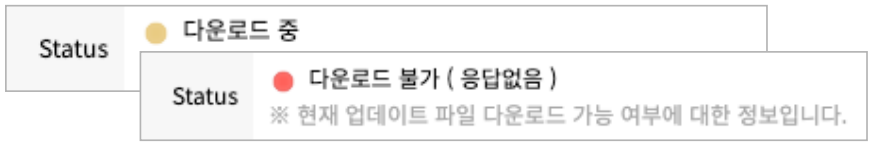 Status
다운로드 중
Status
다운로드 불가 ( 응답없음 )
※ 현재 업데이트 파일 다운로드 가능 여부에 대한 정보입니다.